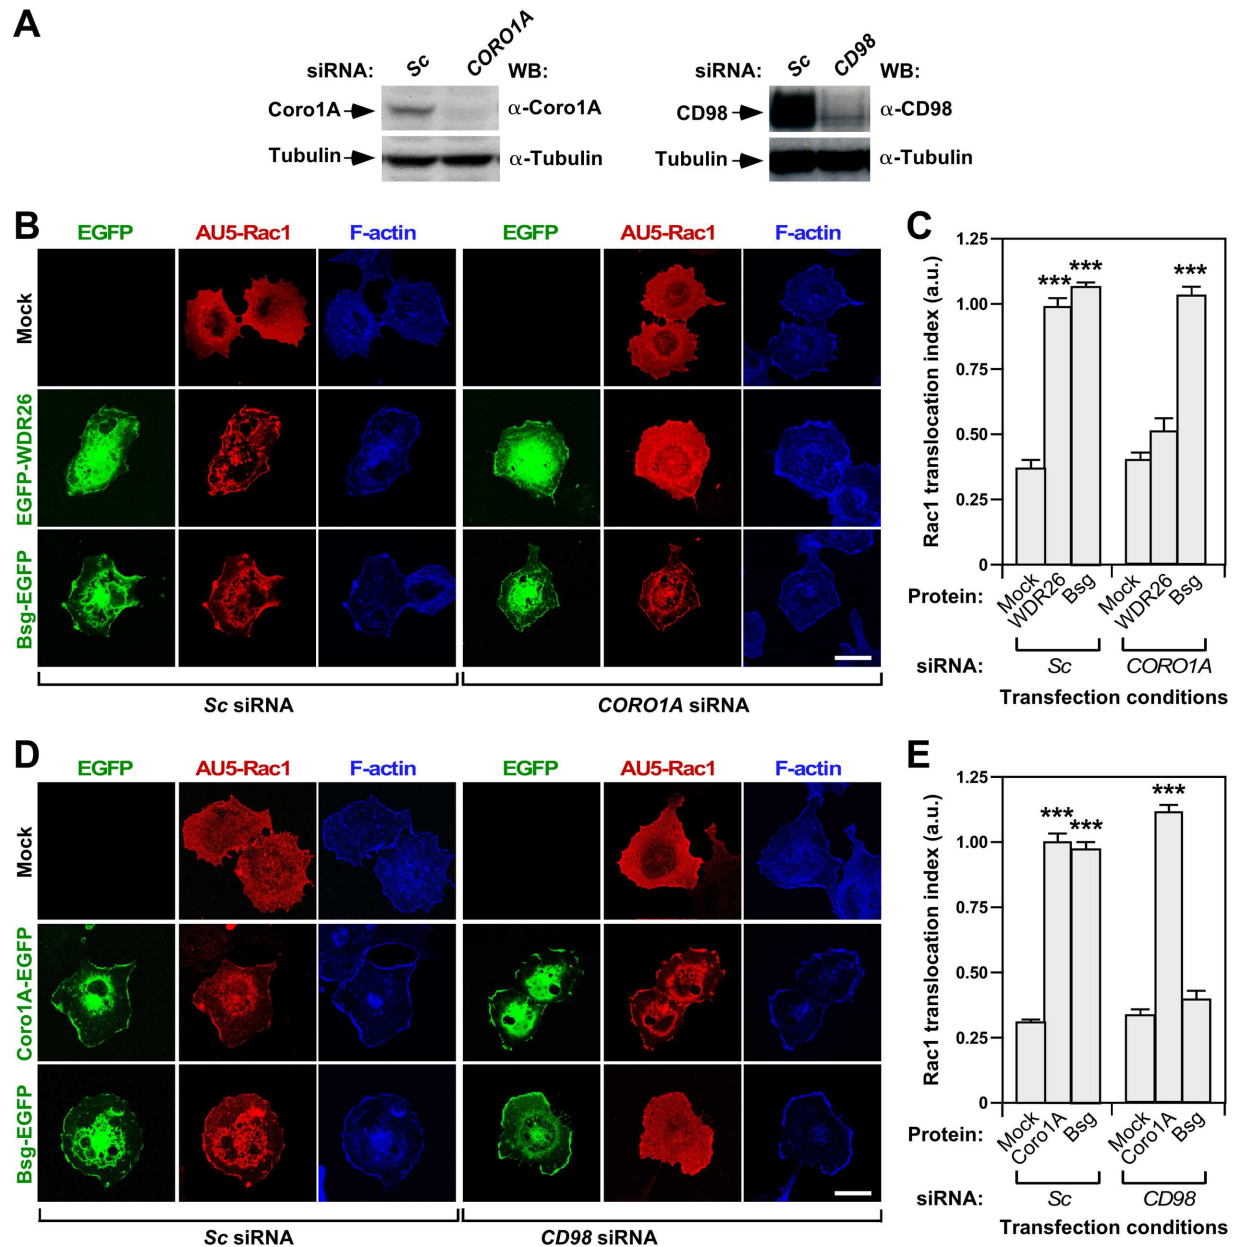 A
siRNA: Sc CORO1A WB:
Coro1A α-Coro1A
Tubulin α-Tubulin
siRNA: Sc CD98 WB:
CD98 α-CD98
Tubulin α-Tubulin
B
EGFP AU5-Rac1 F-actin EGFP AU5-Rac1 F-actin
Mock
EGFP-WDR26
Bsg-EGFP
Sc siRNA CORO1A siRNA
C
Rac1 translocation index (a.u.)
1.25
1.00
0.75
0.50
0.25
0
*** *** ***
Protein: Mock WDR26 Bsg Mock WDR26 Bsg
siRNA: Sc CORO1A
Transfection conditions
D
EGFP AU5-Rac1 F-actin EGFP AU5-Rac1 F-actin
Mock
Coro1A-EGFP
Bsg-EGFP
Sc siRNA CD98 siRNA
E
Rac1 translocation index (a.u.)
1.25
1.00
0.75
0.50
0.25
0
*** *** ***
Protein: Mock Coro1A Bsg Mock Coro1A Bsg
siRNA: Sc CD98
Transfection conditions